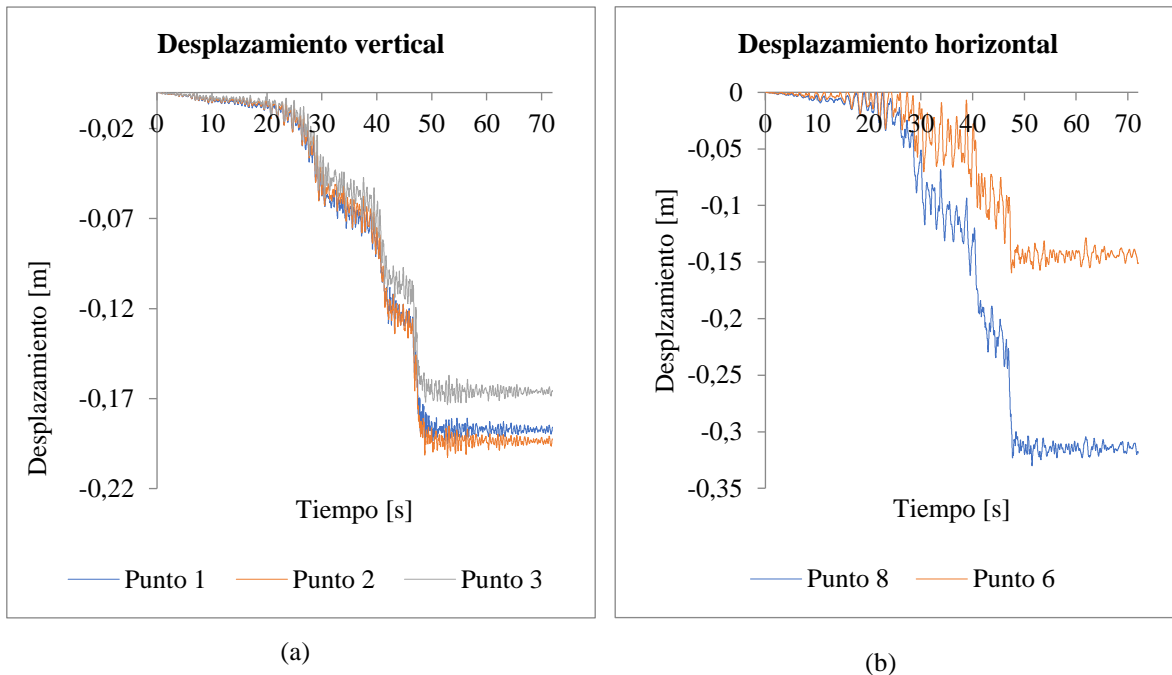 Desplazamiento vertical
0 10 20 30 40 50 60 70
-0,02
-0,07
-0,12
-0,17
-0,22
Desplazamiento [m]
Tiempo [s]
Punto 1 Punto 2 Punto 3
(a)
Desplazamiento horizontal
0
0 10 20 30 40 50 60 70
-0,05
-0,1
-0,15
-0,2
-0,25
-0,3
-0,35
Desplzamiento [m]
Tiempo [s]
Punto 8 Punto 6
(b)